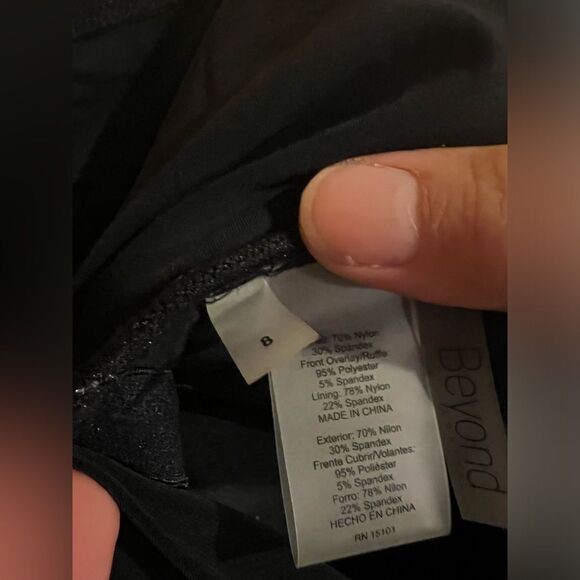 8
70% Nylon
30% Spandex
Front Overlay/Ruffle
95% Polyester
5% Spandex
Lining: 78% Nylon
22% Spandex
MADE IN CHINA
Exterior: 70% Nilon
30% Spandex
Frente Cubrir/Volantes:
95% Poliéster
5% Spandex
Forro: 78% Nilon
22% Spandex
HECHO EN CHINA
RN 15101
Beyond